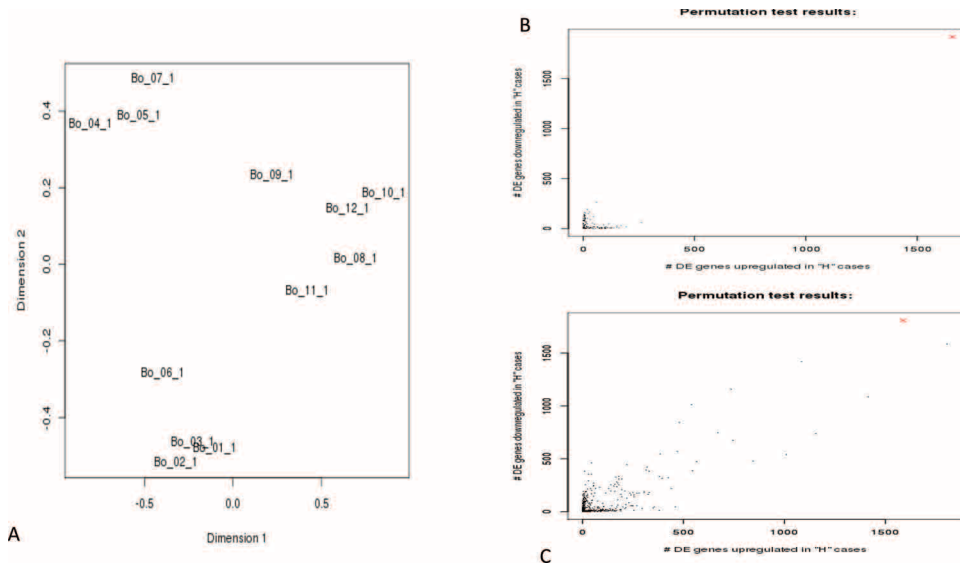 B
Permutation test results:
# DE genes downregulated in "H" cases
1500
1000
500
0
0
500
1000
1500
# DE genes upregulated in "H" cases
Bo_07_1
Bo_05_1
Bo_04_1
Bo_09_1
Bo_10_1
Bo_12_1
Bo_08_1
Bo_11_1
Bo_06_1
Bo_03_1
Bo_01_1
Bo_02_1
Dimension 2
0.4
0.2
0.0
-0.2
-0.4
-0.5
0.0
0.5
Dimension 1
A
Permutation test results:
# DE genes downregulated in "H" cases
1500
1000
500
0
0
500
1000
1500
# DE genes upregulated in "H" cases
C